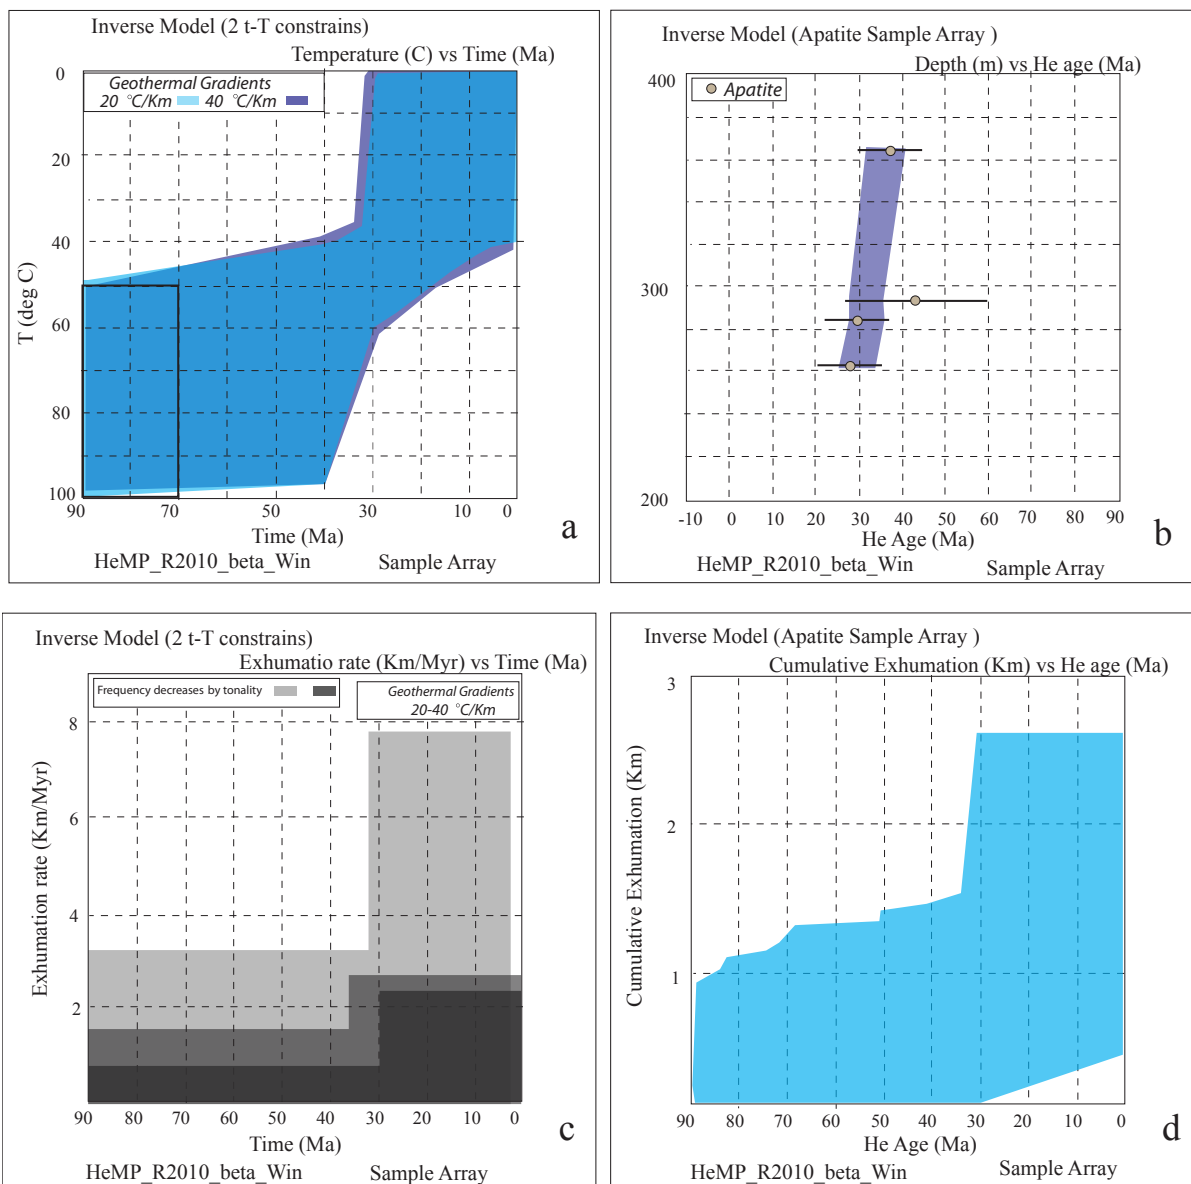 Inverse Model (2 t-T constrains)
Temperature (C) vs Time (Ma)
Geothermal Gradients
20 °C/Km 40 °C/Km
0
20
40
60
80
100
T (deg C)
90 70 50 30 10 0
Time (Ma)
a
HeMP_R2010_beta_Win Sample Array
Inverse Model (Apatite Sample Array )
Depth (m) vs He age (Ma)
Apatite
400
300
200
-10 0 10 20 30 40 50 60 70 80 90
He Age (Ma)
b
HeMP_R2010_beta_Win Sample Array
Inverse Model (2 t-T constrains)
Exhumatio rate (Km/Myr) vs Time (Ma)
Frequency decreases by tonality
Geothermal Gradients
20-40 °C/Km
8
6
4
2
Exhumation rate (Km/Myr)
90 80 70 60 50 40 30 20 10 0
Time (Ma)
c
HeMP_R2010_beta_Win Sample Array
Inverse Model (Apatite Sample Array )
Cumulative Exhumation (Km) vs He age (Ma)
3
2
1
Cumulative Exhumation (Km)
90 80 70 60 50 40 30 20 10 0
He Age (Ma)
d
HeMP_R2010_beta_Win Sample Array